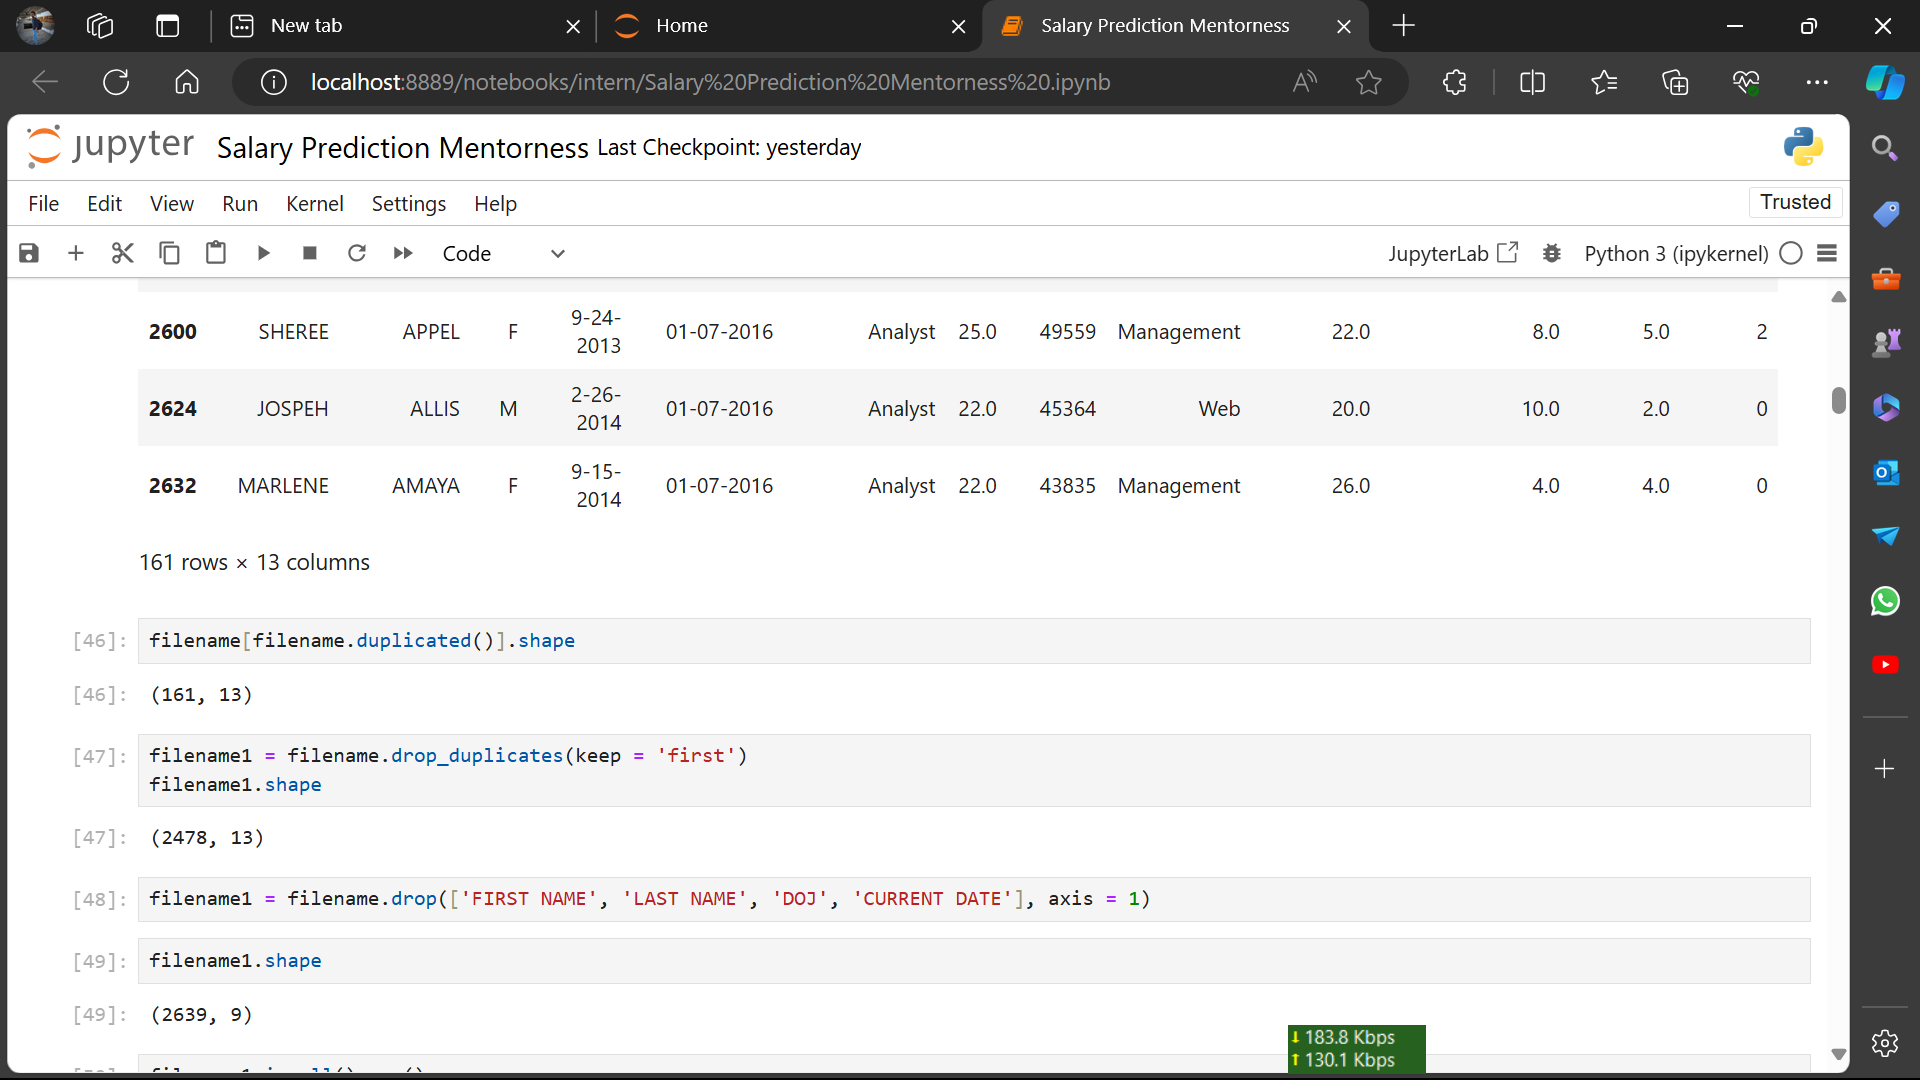 New tab
Home
Salary Prediction Mentorness
localhost:8889/notebooks/intern/Salary%20Prediction%20Mentorness%20.ipynb
jupyter Salary Prediction Mentorness Last Checkpoint: yesterday
File Edit View Run Kernel Settings Help Trusted
Code JupyterLab Python 3 (ipykernel)
2600 SHEREE APPEL F 9-24-2013 01-07-2016 Analyst 25.0 49559 Management 22.0 8.0 5.0 2
2624 JOSPEH ALLIS M 2-26-2014 01-07-2016 Analyst 22.0 45364 Web 20.0 10.0 2.0 0
2632 MARLENE AMAYA F 9-15-2014 01-07-2016 Analyst 22.0 43835 Management 26.0 4.0 4.0 0
161 rows × 13 columns
[46]: filename[filename.duplicated()].shape
[46]: (161, 13)
[47]: filename1 = filename.drop_duplicates(keep = 'first')
filename1.shape
[47]: (2478, 13)
[48]: filename1 = filename.drop(['FIRST NAME', 'LAST NAME', 'DOJ', 'CURRENT DATE'], axis = 1)
[49]: filename1.shape
[49]: (2639, 9)
183.8 Kbps
130.1 Kbps